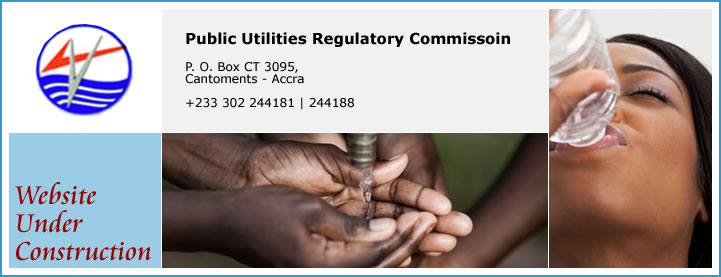 Public Utilities Regulatory Commissoin
P. O. Box CT 3095,
Cantoments - Accra
+233 302 244181 | 244188
Website
Under
Construction